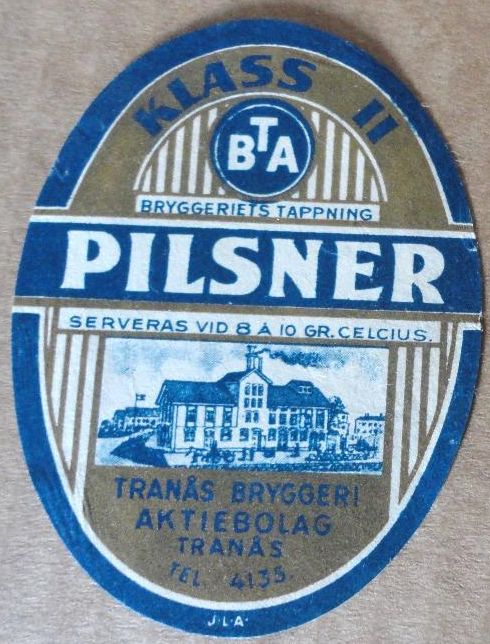 KLASS II
BTA
BRYGGERIETS TAPPNING
PILSNER
SERVERAS VID 8 Á 10 GR. CELCIUS.
TRANÅS BRYGGERI
AKTIEBOLAG
TRANÅS
TEL. 4135
J.L.A.